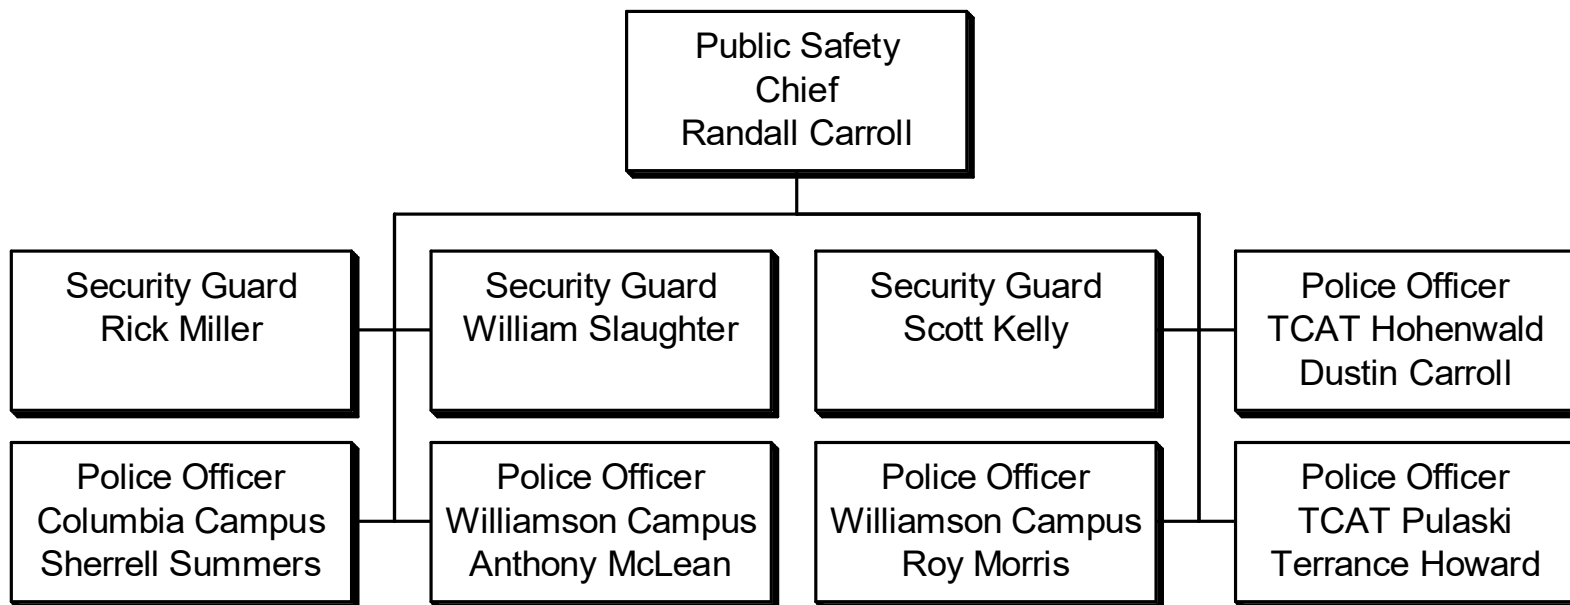 Public Safety
Chief
Randall Carroll
Security Guard
Rick Miller
Security Guard
William Slaughter
Security Guard
Scott Kelly
Police Officer
TCAT Hohenwald
Dustin Carroll
Police Officer
Columbia Campus
Sherrell Summers
Police Officer
Williamson Campus
Anthony McLean
Police Officer
Williamson Campus
Roy Morris
Police Officer
TCAT Pulaski
Terrance Howard